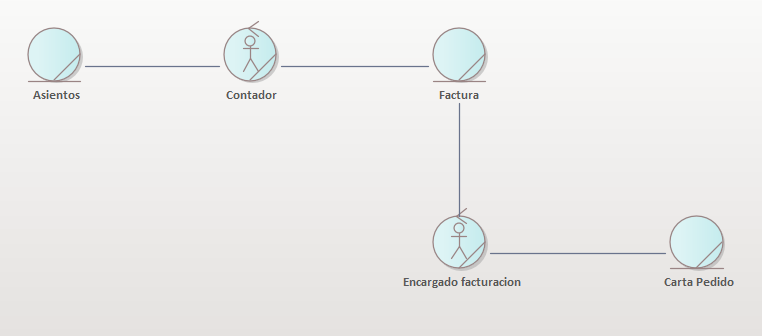 Asientos
Contador
Factura
Encargado facturacion
Carta Pedido